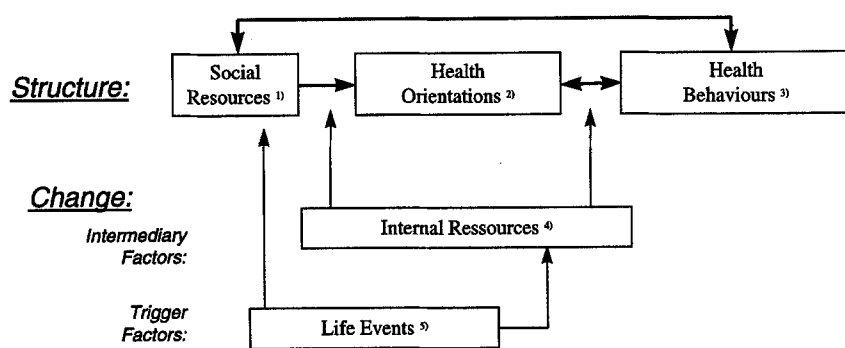 Structure:
Social
Resources 1)
Health
Orientations 2)
Health
Behaviours 3)
Change:
Intermediary
Factors:
Internal Ressources 4)
Trigger
Factors:
Life Events 5)